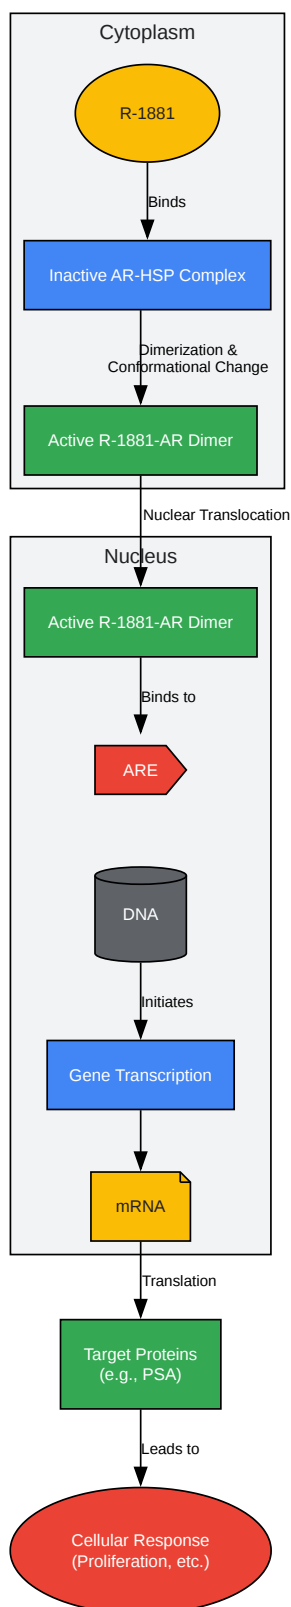 Cytoplasm
R-1881
Binds
Inactive AR-HSP Complex
Dimerization &
Conformational Change
Active R-1881-AR Dimer
Nuclear Translocation
Nucleus
Active R-1881-AR Dimer
Binds to
ARE
DNA
Initiates
Gene Transcription
mRNA
Translation
Target Proteins
(e.g., PSA)
Leads to
Cellular Response
(Proliferation, etc.)